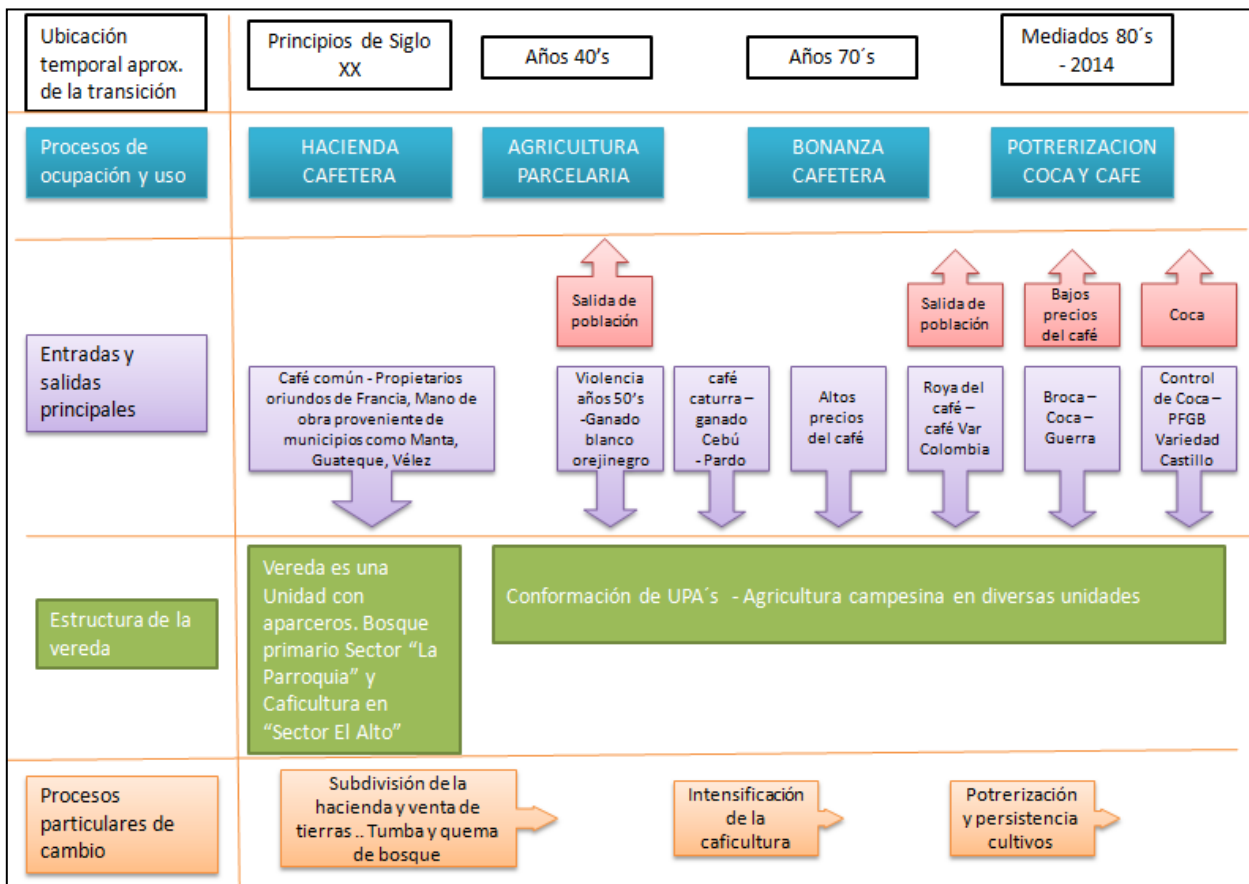 Ubicación
temporal aprox.
de la transición
Principios de Siglo
XX
Años 40's
Años 70´s
Mediados 80´s
- 2014
Procesos de
ocupación y uso
HACIENDA
CAFETERA
AGRICULTURA
PARCELARIA
BONANZA
CAFETERA
POTRERIZACION
COCA Y CAFE
Entradas y
salidas
principales
Salida de
población
Salida de
población
Bajos
precios
del café
Coca
Café común - Propietarios
oriundos de Francia, Mano de
obra proveniente de
municipios como Manta,
Guateque, Vélez
Violencia
años 50's
-Ganado
blanco
orejinegro
café
caturra –
ganado
Cebú
- Pardo
Altos
precios
del café
Roya del
café –
café Var
Colombia
Broca –
Coca –
Guerra
Control
de Coca –
PFGB
Variedad
Castillo
Estructura de la
vereda
Vereda es una
Unidad con
aparceros. Bosque
primario Sector “La
Parroquia” y
Caficultura en
“Sector El Alto”
Conformación de UPA´s - Agricultura campesina en diversas unidades
Procesos
particulares de
cambio
Subdivisión de la
hacienda y venta de
tierras .. Tumba y quema
de bosque
Intensificación
de la
caficultura
Potrerización
y persistencia
cultivos